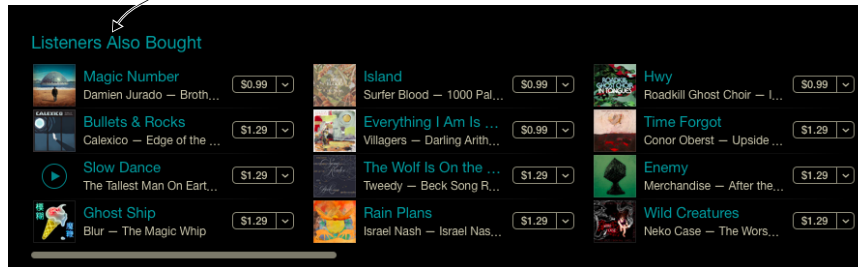 Listeners Also Bought
Magic Number
Damien Jurado — Broth...
$0.99
Island
Surfer Blood — 1000 Pal...
$0.99
Hwy
Roadkill Ghost Choir — I...
$0.99
Bullets & Rocks
Calexico — Edge of the ...
$1.29
Everything I Am Is ...
Villagers — Darling Arith...
$0.99
Time Forgot
Conor Oberst — Upside ...
$1.29
Slow Dance
The Tallest Man On Eart...
$1.29
The Wolf Is On the ...
Tweedy — Beck Song R...
$1.29
Enemy
Merchandise — After the...
$1.29
Ghost Ship
Blur — The Magic Whip
$1.29
Rain Plans
Israel Nash — Israel Nas...
$1.29
Wild Creatures
Neko Case — The Wors...
$1.29